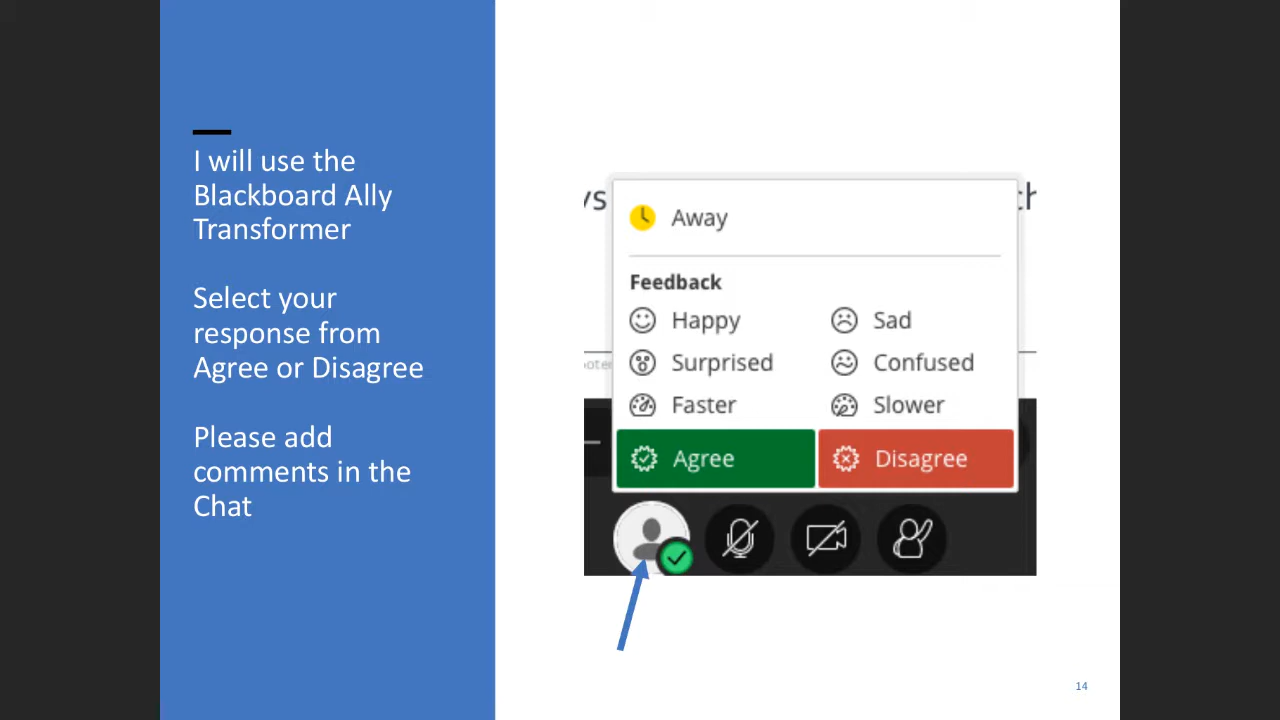 I will use the
Blackboard Ally
Transformer
Select your
response from
Agree or Disagree
Please add
comments in the
Chat
Away
Feedback
Happy Sad
Surprised Confused
Faster Slower
Agree Disagree
14